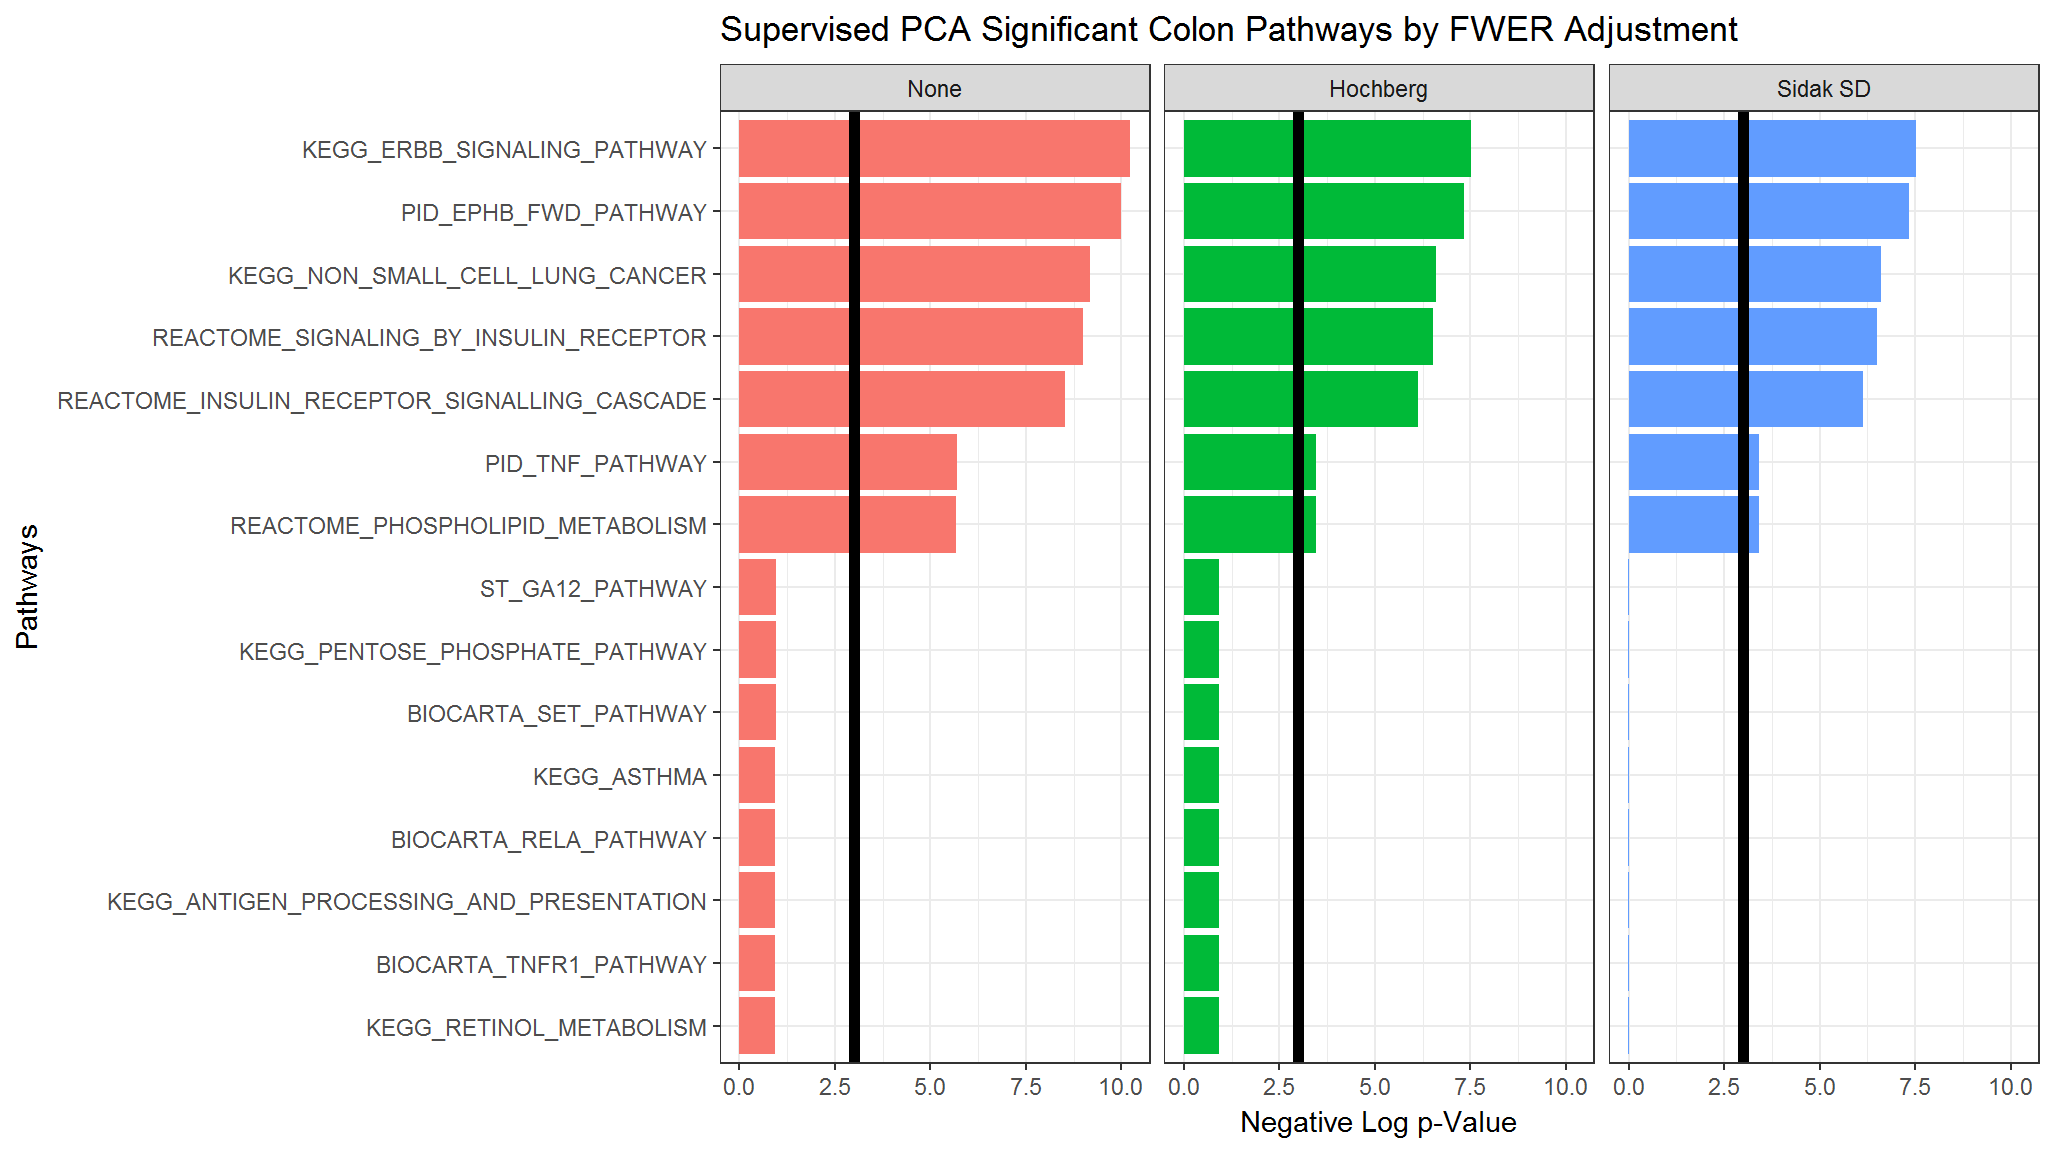 Supervised PCA Significant Colon Pathways by FWER Adjustment
None
Hochberg
Sidak SD
Pathways
KEGG_ERBB_SIGNALING_PATHWAY
PID_EPHB_FWD_PATHWAY
KEGG_NON_SMALL_CELL_LUNG_CANCER
REACTOME_SIGNALING_BY_INSULIN_RECEPTOR
REACTOME_INSULIN_RECEPTOR_SIGNALLING_CASCADE
PID_TNF_PATHWAY
REACTOME_PHOSPHOLIPID_METABOLISM
ST_GA12_PATHWAY
KEGG_PENTOSE_PHOSPHATE_PATHWAY
BIOCARTA_SET_PATHWAY
KEGG_ASTHMA
BIOCARTA_RELA_PATHWAY
KEGG_ANTIGEN_PROCESSING_AND_PRESENTATION
BIOCARTA_TNFR1_PATHWAY
KEGG_RETINOL_METABOLISM
0.0 2.5 5.0 7.5 10.0
0.0 2.5 5.0 7.5 10.0
0.0 2.5 5.0 7.5 10.0
Negative Log p-Value